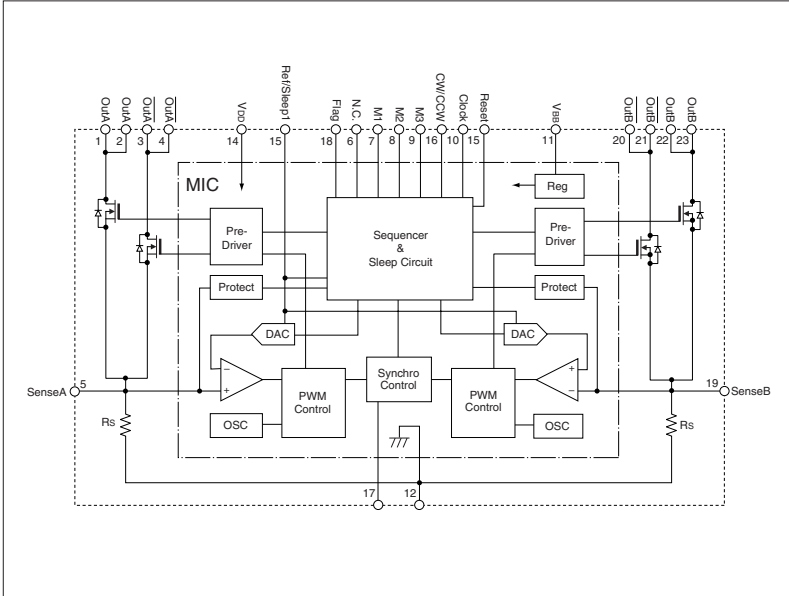 OutA OutA OutA OutA VDD Ref/Sleep1 Flag N.C. M1 M2 M3 CW/CCW Clock Reset VBB OutB OutB OutB OutB
1 2 3 4 14 15 18 6 7 8 9 16 10 15 11 20 21 22 23
MIC
Reg
Pre-
Driver
Sequencer
&
Sleep Circuit
Pre-
Driver
Protect
Protect
DAC
DAC
−
+
+
−
5
SenseA
19
SenseB
PWM
Control
Synchro
Control
PWM
Control
RS
RS
OSC
OSC
17
12